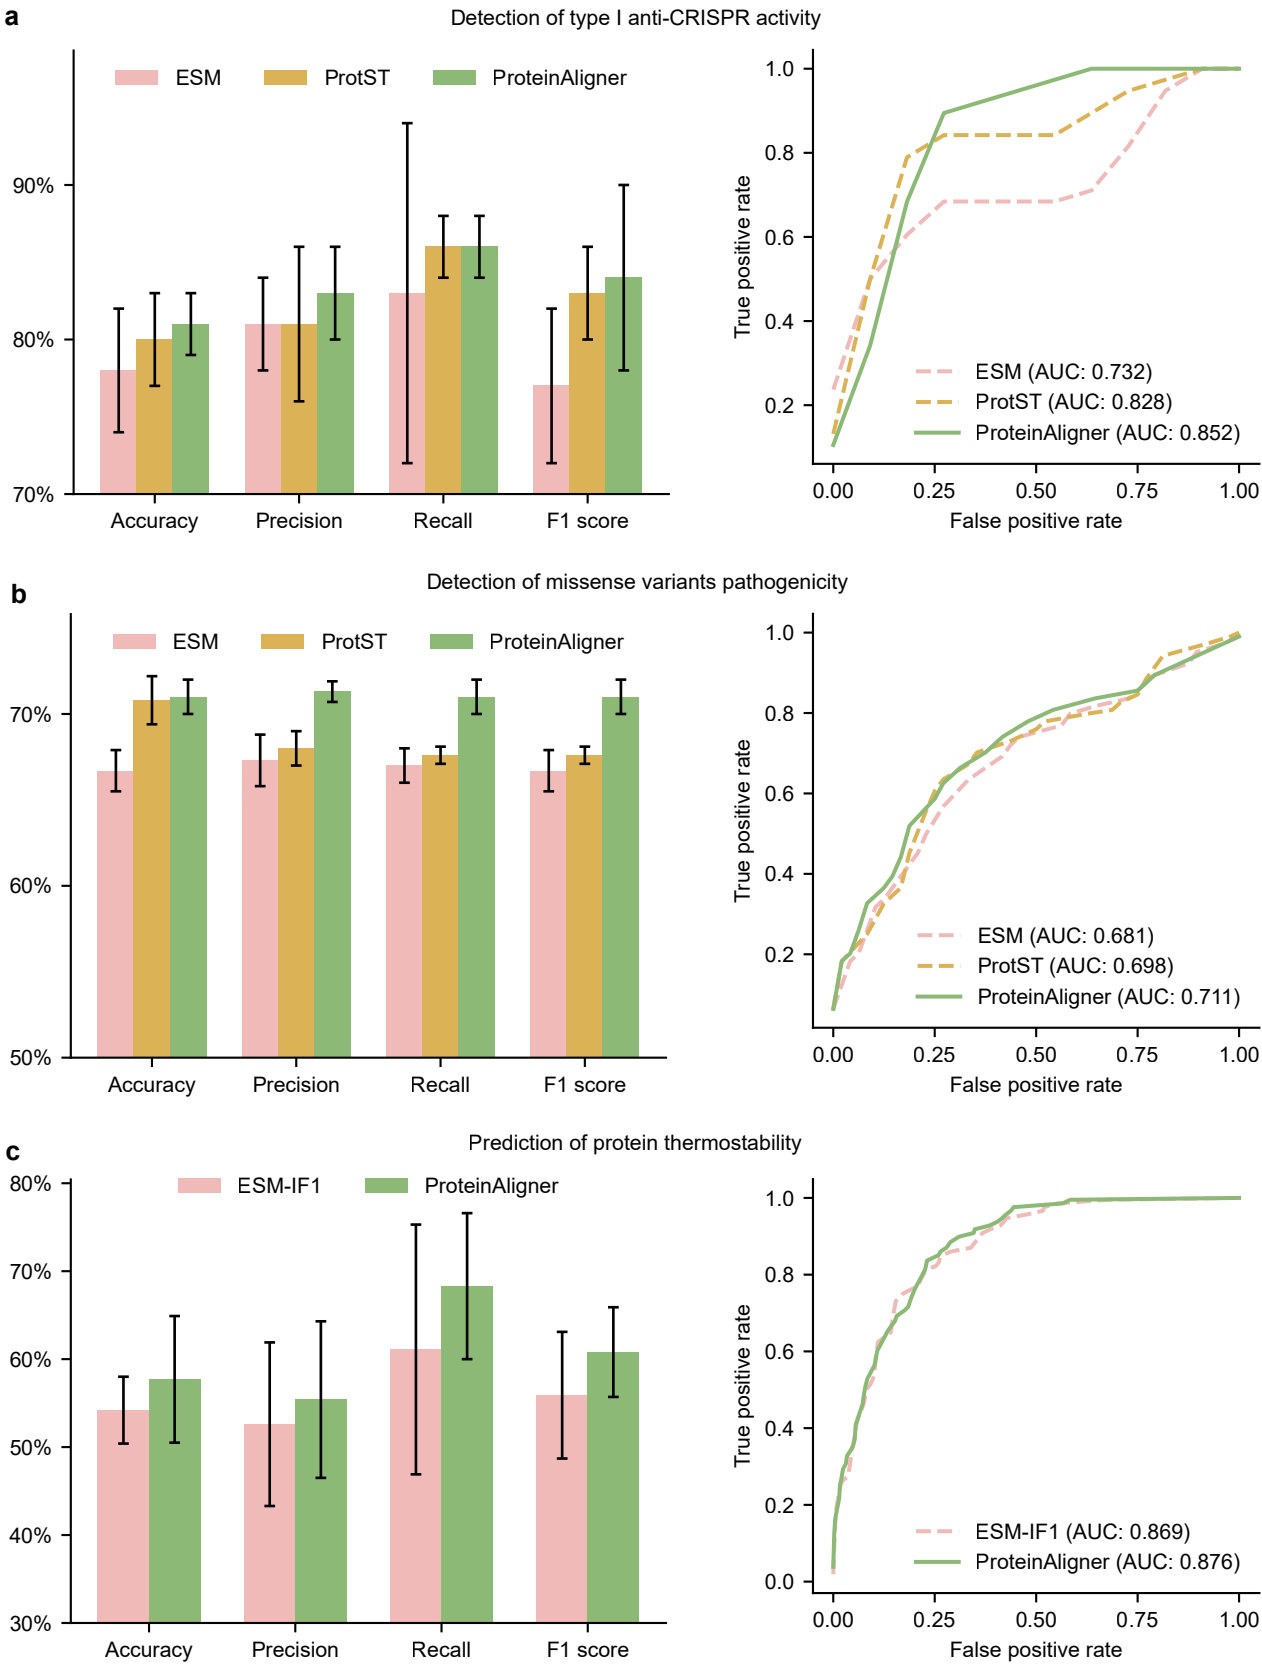 a
Detection of type I anti-CRISPR activity
ESM ProtST ProteinAligner
90%
80%
70%
Accuracy Precision Recall F1 score
1.0
0.8
0.6
0.4
0.2
True positive rate
ESM (AUC: 0.732)
ProtST (AUC: 0.828)
ProteinAligner (AUC: 0.852)
0.00 0.25 0.50 0.75 1.00
False positive rate
b
Detection of missense variants pathogenicity
ESM ProtST ProteinAligner
70%
60%
50%
Accuracy Precision Recall F1 score
1.0
0.8
0.6
0.4
0.2
True positive rate
ESM (AUC: 0.681)
ProtST (AUC: 0.698)
ProteinAligner (AUC: 0.711)
0.00 0.25 0.50 0.75 1.00
False positive rate
c
Prediction of protein thermostability
ESM-IF1 ProteinAligner
80%
70%
60%
50%
40%
30%
Accuracy Precision Recall F1 score
1.0
0.8
0.6
0.4
0.2
0.0
True positive rate
ESM-IF1 (AUC: 0.869)
ProteinAligner (AUC: 0.876)
0.00 0.25 0.50 0.75 1.00
False positive rate